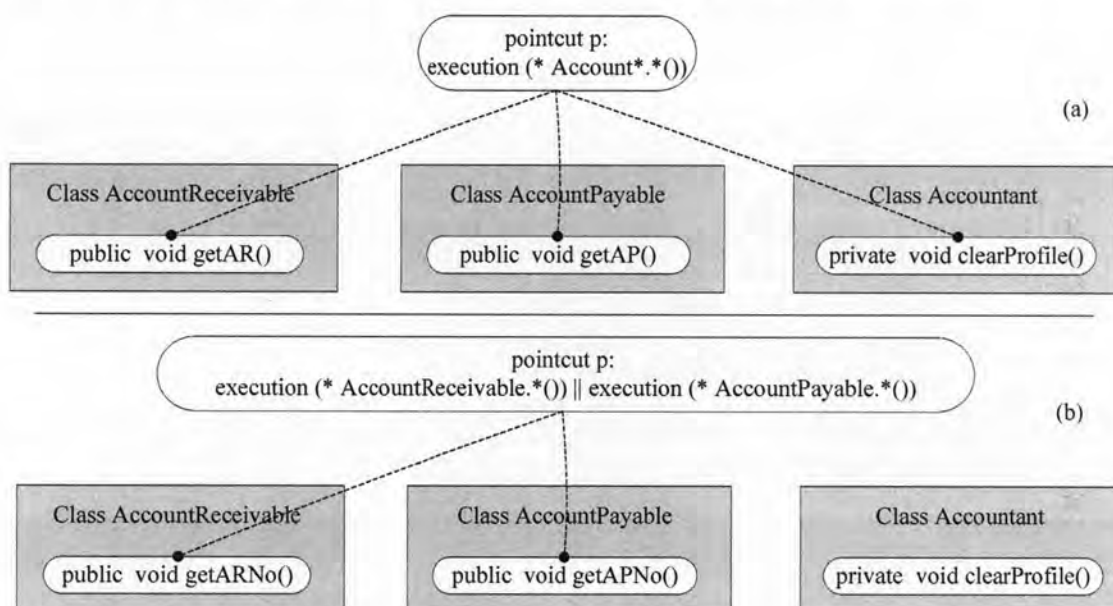 pointcut p:
execution (* Account*.*())
(a)
Class AccountReceivable
Class AccountPayable
Class Accountant
public void getAR()
public void getAP()
private void clearProfile()
pointcut p:
execution (* AccountReceivable.*()) || execution (* AccountPayable.*())
(b)
Class AccountReceivable
Class AccountPayable
Class Accountant
public void getARNo()
public void getAPNo()
private void clearProfile()